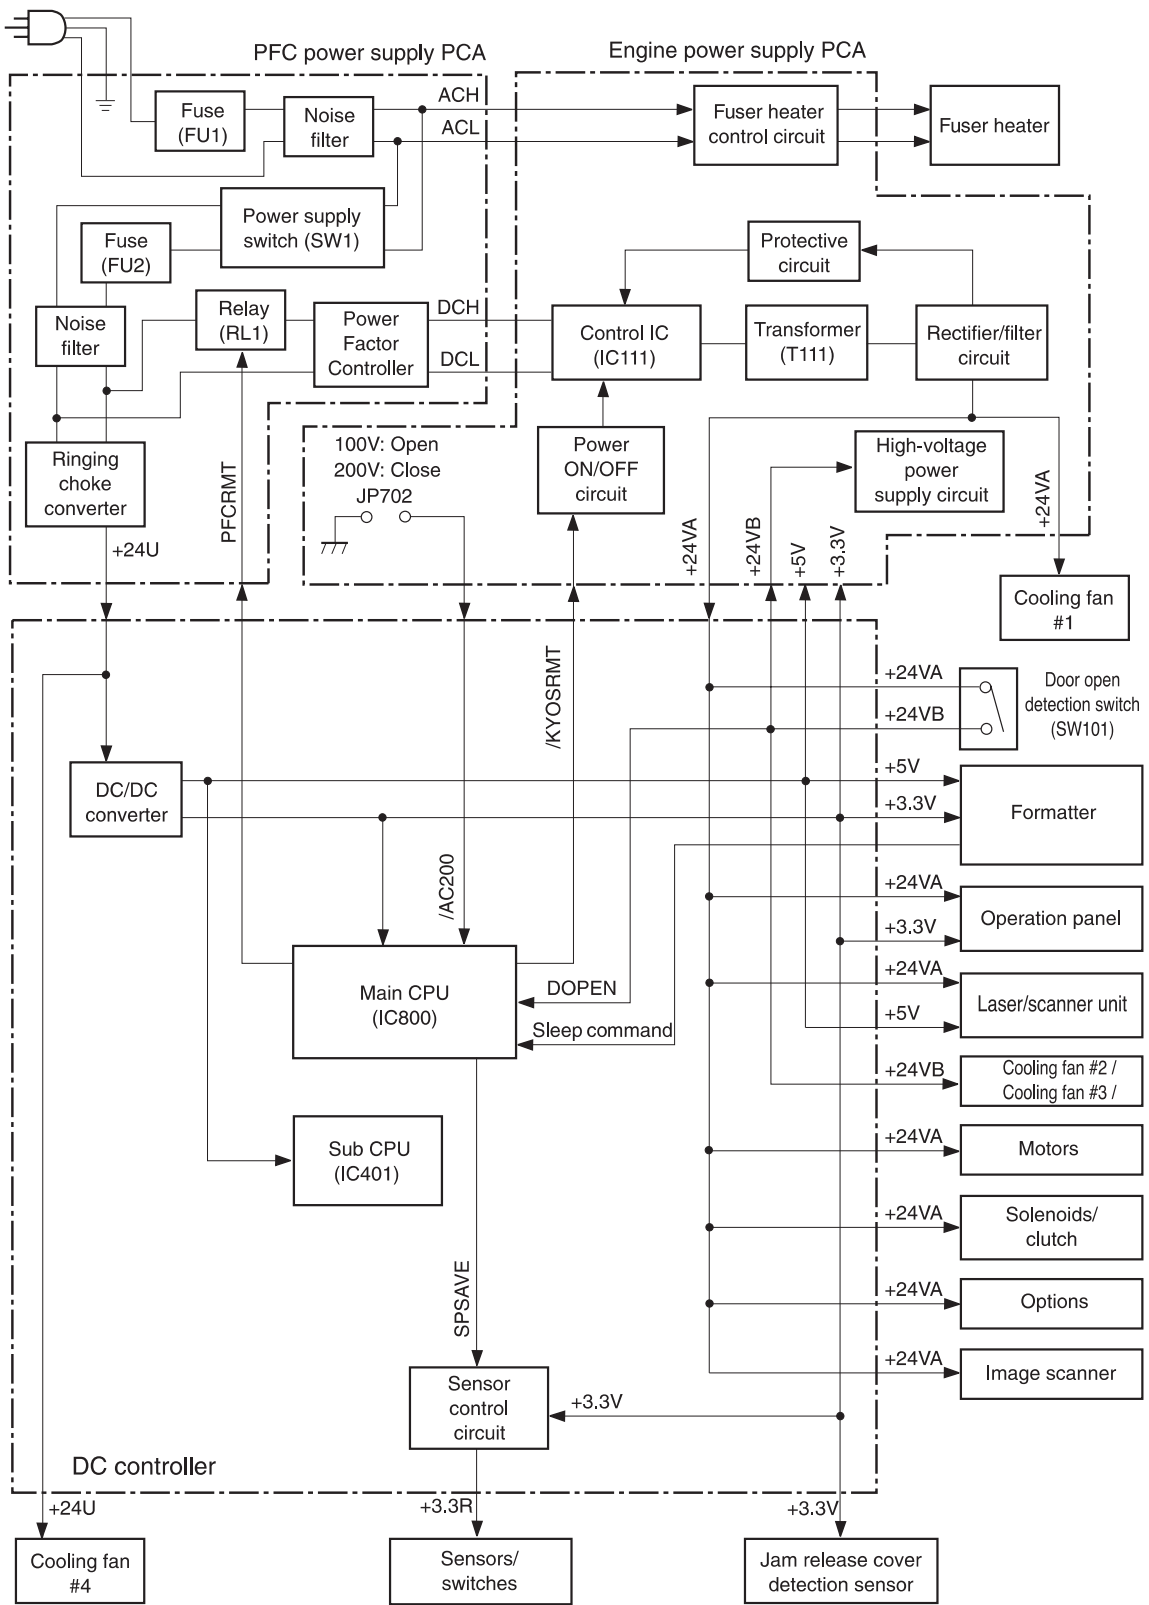 PFC power supply PCA
Engine power supply PCA
Fuse
(FU1)
Noise
filter
ACH
ACL
Fuser heater
control circuit
Fuser heater
Power supply
switch (SW1)
Fuse
(FU2)
Protective
circuit
Noise
filter
Relay
(RL1)
Power
Factor
Controller
DCH
DCL
Control IC
(IC111)
Transformer
(T111)
Rectifier/filter
circuit
Ringing
choke
converter
PFCRMT
100V: Open
200V: Close
JP702
Power
ON/OFF
circuit
High-voltage
power
supply circuit
+24U
+24VA
+24VB
+5V
+3.3V
+24VA
Cooling fan
#1
/KYOSRMT
+24VA
+24VB
Door open
detection switch
(SW101)
DC/DC
converter
+5V
+3.3V
Formatter
/AC200
+24VA
+3.3V
Operation panel
Main CPU
(IC800)
DOPEN
Sleep command
+24VA
+5V
Laser/scanner unit
+24VB
Cooling fan #2 /
Cooling fan #3 /
Sub CPU
(IC401)
+24VA
Motors
+24VA
Solenoids/
clutch
SPSAVE
+24VA
Options
+24VA
Image scanner
Sensor
control
circuit
+3.3V
DC controller
+24U
+3.3R
+3.3V
Cooling fan
#4
Sensors/
switches
Jam release cover
detection sensor